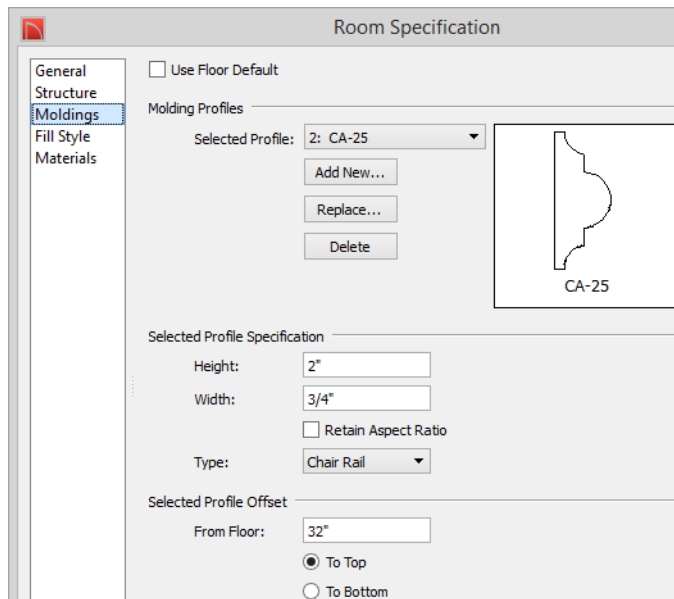 Room Specification
General
Structure
Moldings
Fill Style
Materials
Use Floor Default
Molding Profiles
Selected Profile: 2: CA-25
Add New...
Replace...
Delete
CA-25
Selected Profile Specification
Height: 2"
Width: 3/4"
Retain Aspect Ratio
Type: Chair Rail
Selected Profile Offset
From Floor: 32"
To Top
To Bottom